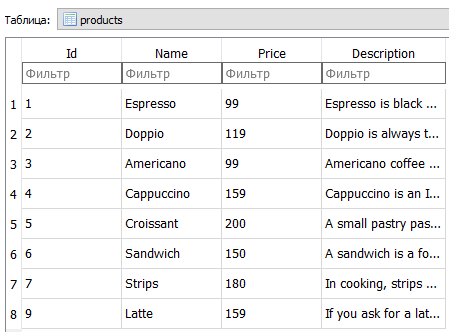 Таблица: products
Id Name Price Description
Фильтр Фильтр Фильтр Фильтр
1 1 Espresso 99 Espresso is black ...
2 2 Doppio 119 Doppio is always t...
3 3 Americano 99 Americano coffee ...
4 4 Cappuccino 159 Cappuccino is an I...
5 5 Croissant 200 A small pastry pas...
6 6 Sandwich 150 A sandwich is a fo...
7 7 Strips 180 In cooking, strips ...
8 9 Latte 159 If you ask for a lat...